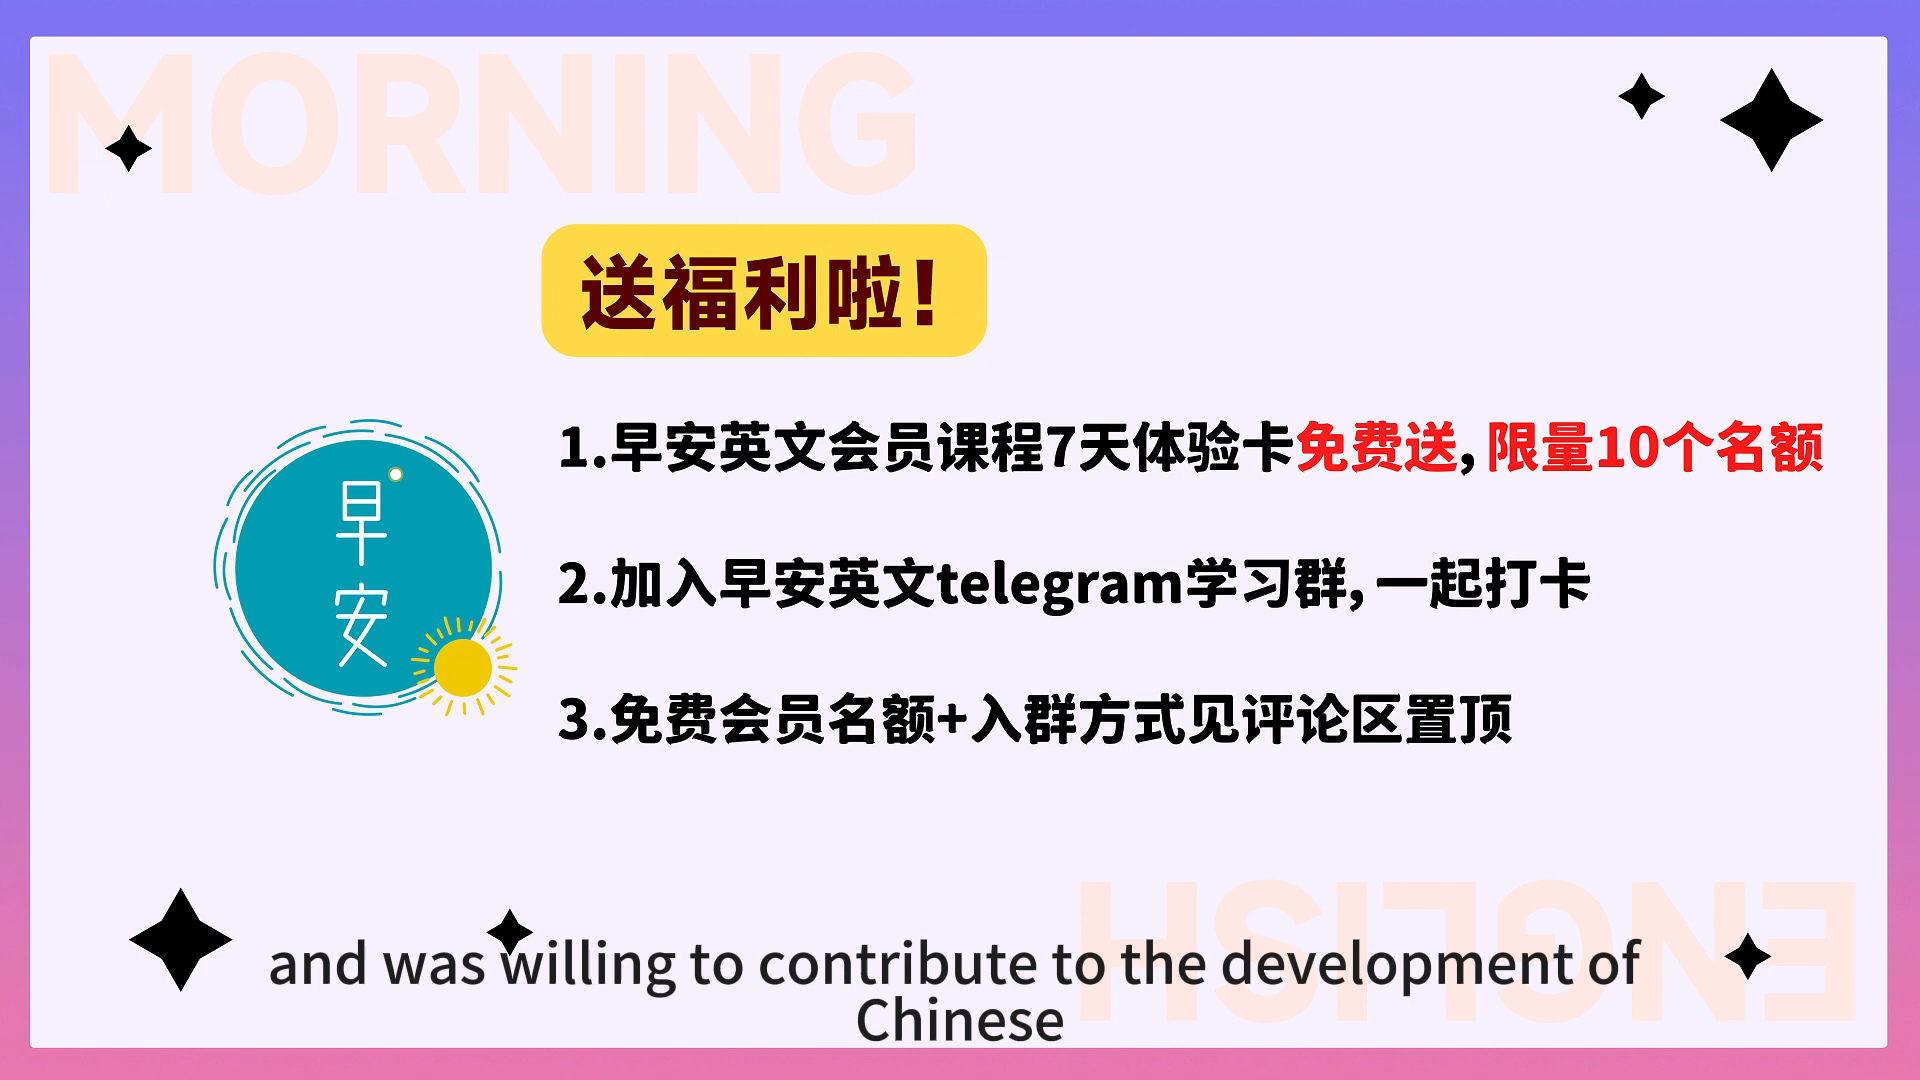 MORNING
送福利啦!
1.早安英文会员课程7天体验卡免费送,限量10个名额
早安
2.加入早安英文telegram学习群,一起打卡
3.免费会员名额+入群方式见评论区置顶
ENGLISH
and was willing to contribute to the development of
Chinese